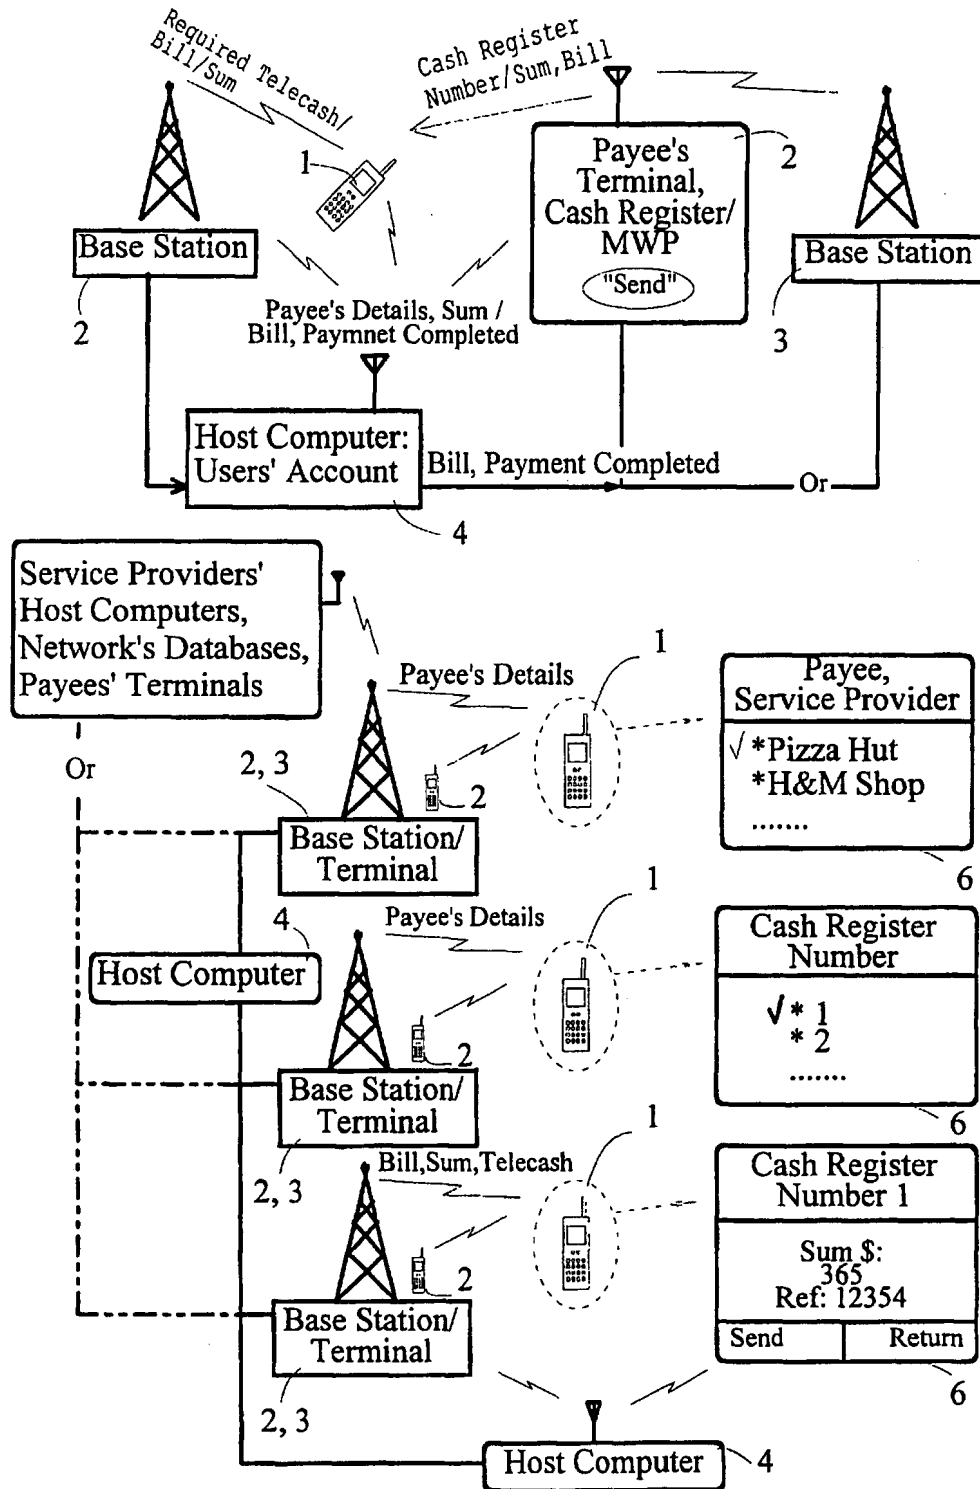 Required Telecash/
Bill/Sum
Cash Register
Number/Sum,Bill
1
2
Payee's
Terminal,
Cash Register/
MWP
"Send"
Base Station
2
Base Station
3
Payee's Details, Sum /
Bill, Paymnet Completed
Host Computer:
Users' Account
Bill, Payment Completed
Or
4
Service Providers'
Host Computers,
Network's Databases,
Payees' Terminals
Or
Payee's Details
1
2, 3
2
Base Station/
Terminal
Payee,
Service Provider
√ *Pizza Hut
*H&M Shop
.......
6
4
Payee's Details
1
Host Computer
2
Base Station/
Terminal
2, 3
Cash Register
Number
√ * 1
* 2
.......
6
Bill,Sum,Telecash
1
2
Base Station/
Terminal
2, 3
Cash Register
Number 1
Sum $:
365
Ref: 12354
Send Return
6
Host Computer
4